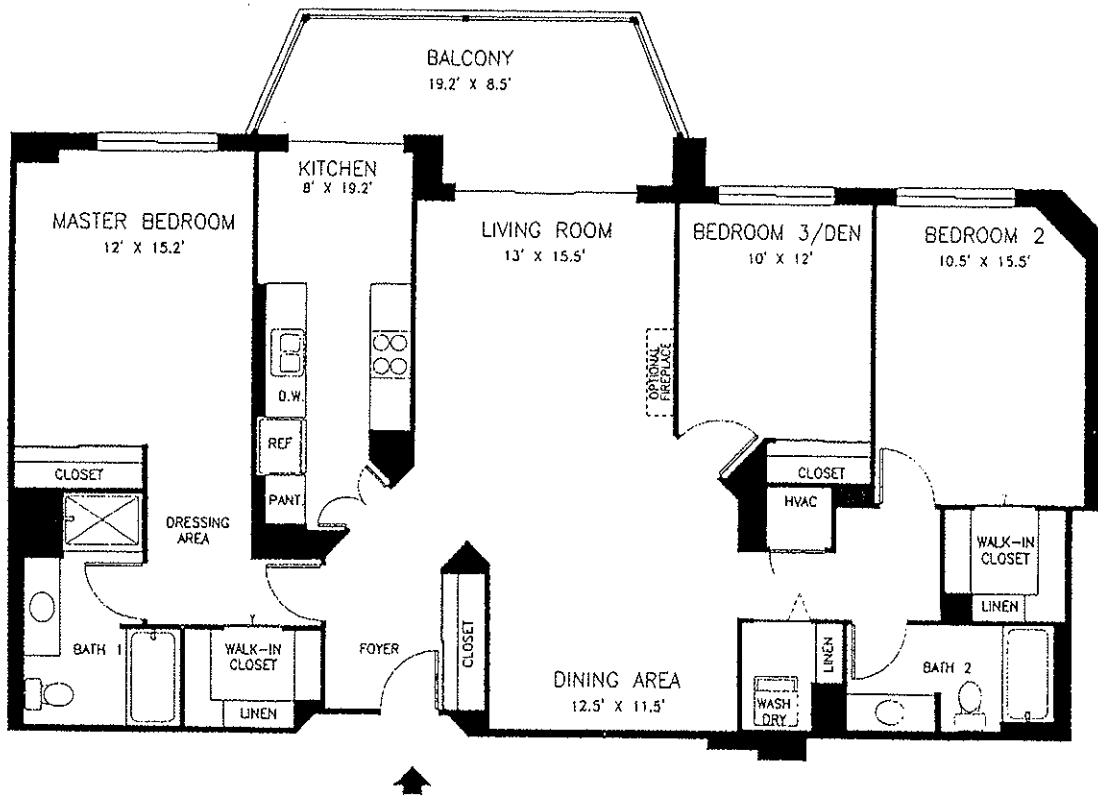 BALCONY
19.2' X 8.5'
KITCHEN
8' X 19.2'
MASTER BEDROOM
12' X 15.2'
LIVING ROOM
13' X 15.5'
BEDROOM 3/DEN
10' X 12'
BEDROOM 2
10.5' X 15.5'
OPTIONAL
FIREPLACE
D.W.
REF
PANT.
CLOSET
DRESSING
AREA
CLOSET
HVAC
WALK-IN
CLOSET
LINEN
BATH 1
WALK-IN
CLOSET
LINEN
FOYER
CLOSET
DINING AREA
12.5' X 11.5'
LINEN
WASH
DRY
BATH 2